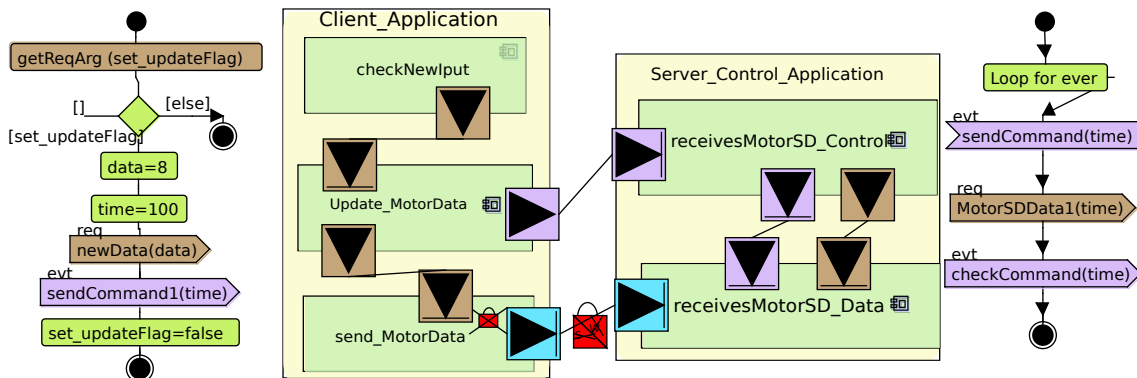 getReqArg (set_updateFlag)
[]
[else]
[set_updateFlag]
data=8
time=100
req
newData(data)
evt
sendCommand1(time)
set_updateFlag=false
Client_Application
checkNewIput
Update_MotorData
send_MotorData
Server_Control_Application
receivesMotorSD_Control
receivesMotorSD_Data
Loop for ever
evt
sendCommand(time)
req
MotorSDData1(time)
evt
checkCommand(time)